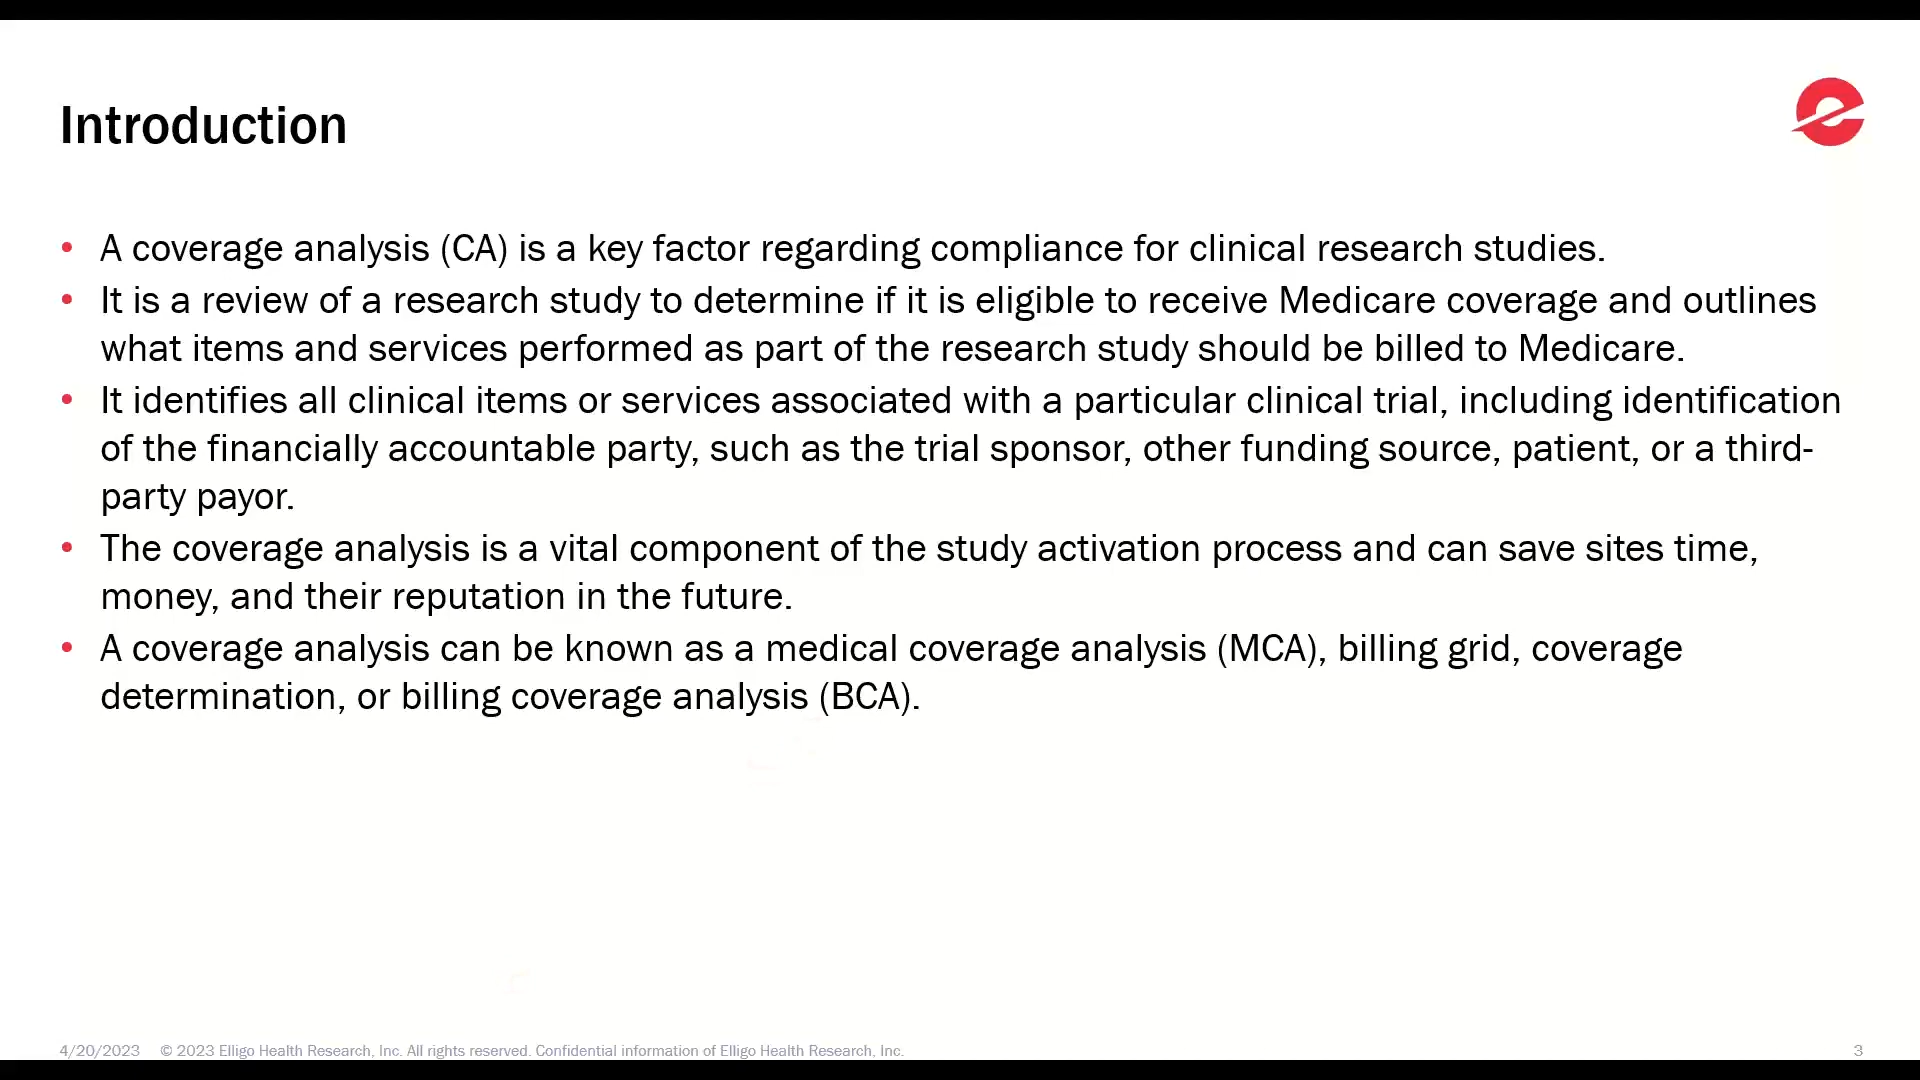 Introduction
• A coverage analysis (CA) is a key factor regarding compliance for clinical research studies.
• It is a review of a research study to determine if it is eligible to receive Medicare coverage and outlines
what items and services performed as part of the research study should be billed to Medicare.
• It identifies all clinical items or services associated with a particular clinical trial, including identification
of the financially accountable party, such as the trial sponsor, other funding source, patient, or a third-
party payor.
• The coverage analysis is a vital component of the study activation process and can save sites time,
money, and their reputation in the future.
• A coverage analysis can be known as a medical coverage analysis (MCA), billing grid, coverage
determination, or billing coverage analysis (BCA).
4/20/2023 © 2023 Elligo Health Research, Inc. All rights reserved. Confidential information of Elligo Health Research, Inc. 3